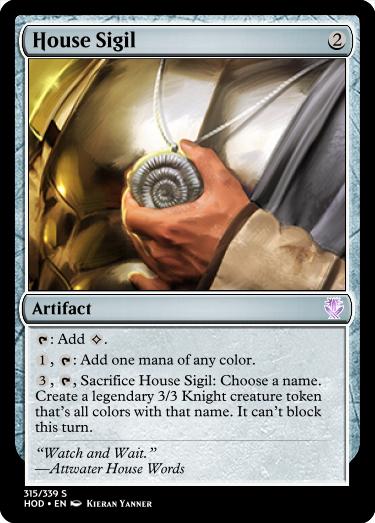 House Sigil 2
Artifact
: Add .
1, : Add one mana of any color.
3, , Sacrifice House Sigil: Choose a name.
Create a legendary 3/3 Knight creature token
that's all colors with that name. It can't block
this turn.
"Watch and Wait."
—Attwater House Words
315/339 S
HOD • EN Kieran Yanner